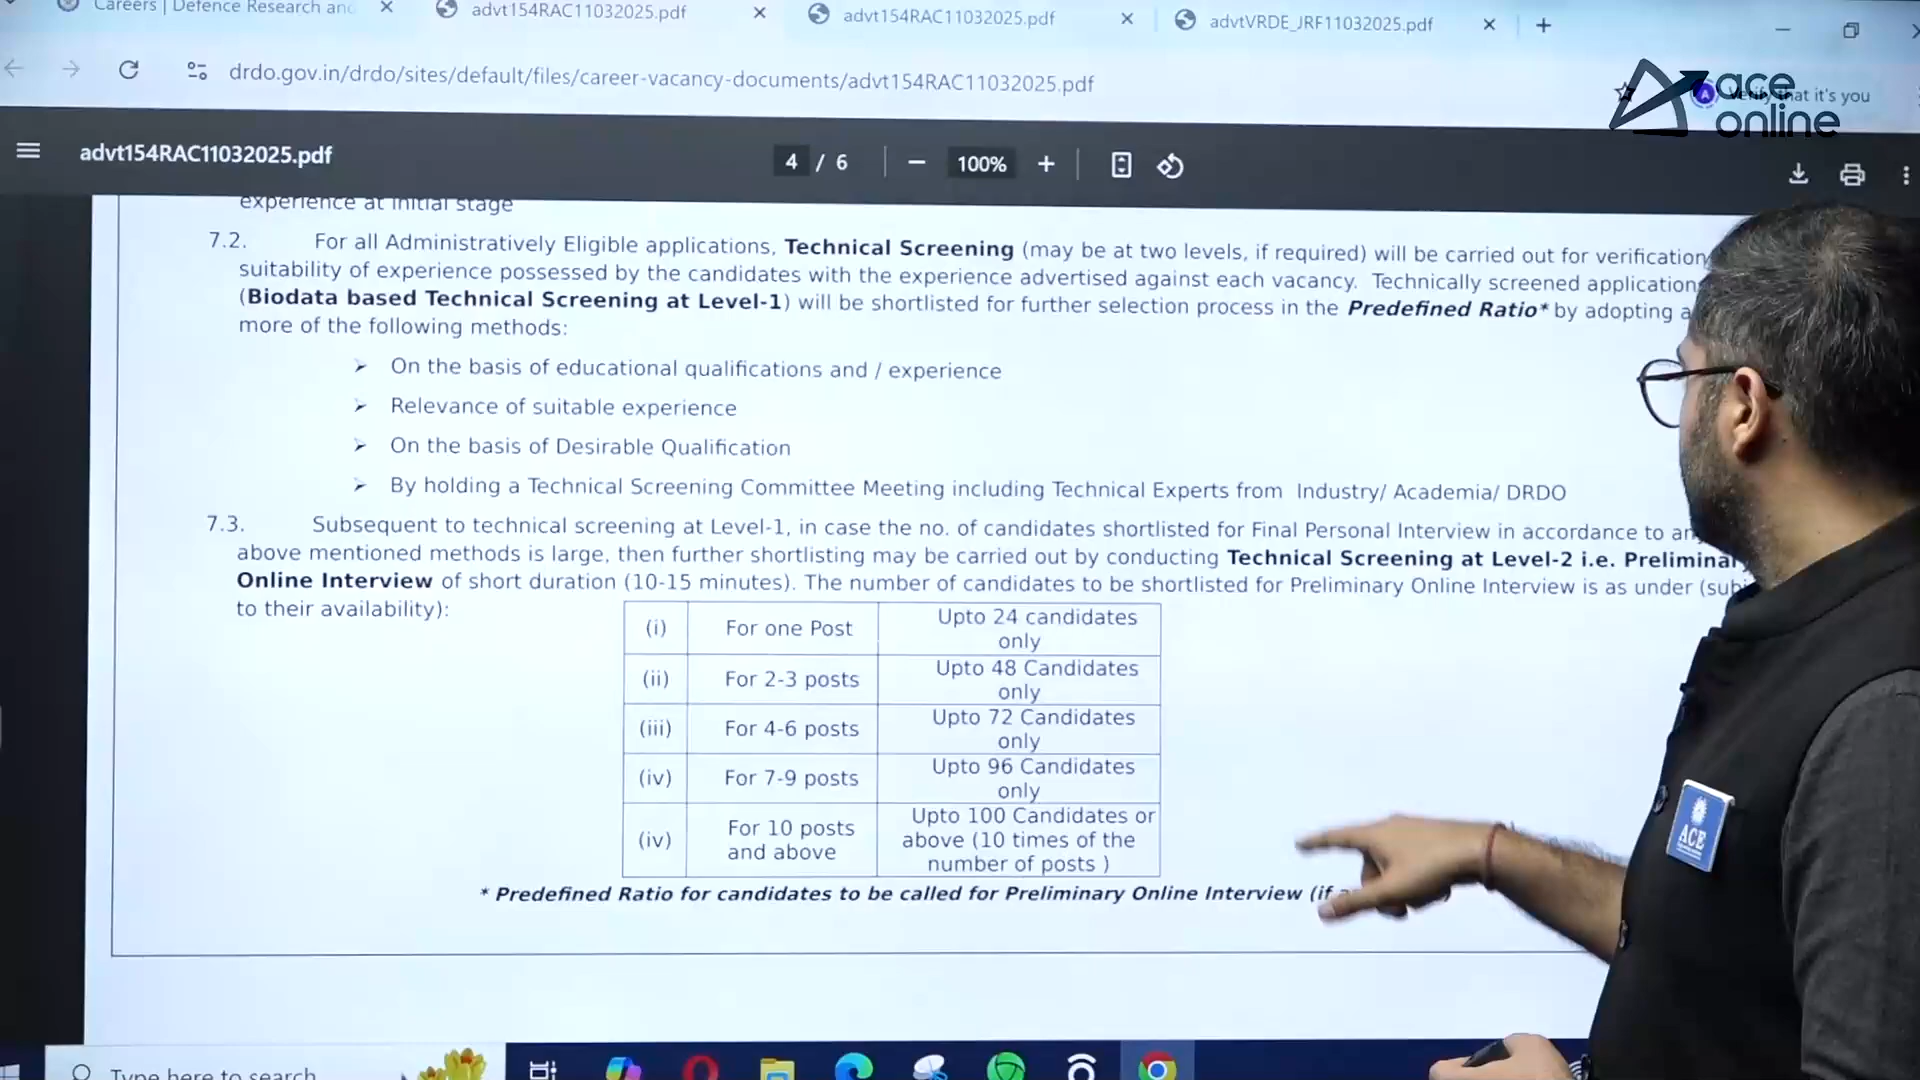 Careers | Defence Research and
advt154RAC11032025.pdf
advt154RAC11032025.pdf
advtVRDE_JRF11032025.pdf
drdo.gov.in/drdo/sites/default/files/career-vacancy-documents/advt154RAC11032025.pdf
Verify that it's you
ace
online
advt154RAC11032025.pdf
4 / 6
100%
experience at initial stage
7.2. For all Administratively Eligible applications, Technical Screening (may be at two levels, if required) will be carried out for verification
suitability of experience possessed by the candidates with the experience advertised against each vacancy. Technically screened application
(Biodata based Technical Screening at Level-1) will be shortlisted for further selection process in the Predefined Ratio* by adopting a
more of the following methods:
➢ On the basis of educational qualifications and / experience
➢ Relevance of suitable experience
➢ On the basis of Desirable Qualification
➢ By holding a Technical Screening Committee Meeting including Technical Experts from Industry/ Academia/ DRDO
7.3. Subsequent to technical screening at Level-1, in case the no. of candidates shortlisted for Final Personal Interview in accordance to an
above mentioned methods is large, then further shortlisting may be carried out by conducting Technical Screening at Level-2 i.e. Preliminar
Online Interview of short duration (10-15 minutes). The number of candidates to be shortlisted for Preliminary Online Interview is as under (sub
to their availability):
(i) For one Post Upto 24 candidates
only
(ii) For 2-3 posts Upto 48 Candidates
only
(iii) For 4-6 posts Upto 72 Candidates
only
(iv) For 7-9 posts Upto 96 Candidates
only
(iv) For 10 posts
and above
Upto 100 Candidates or
above (10 times of the
number of posts )
* Predefined Ratio for candidates to be called for Preliminary Online Interview (if
ACE
Type here to search